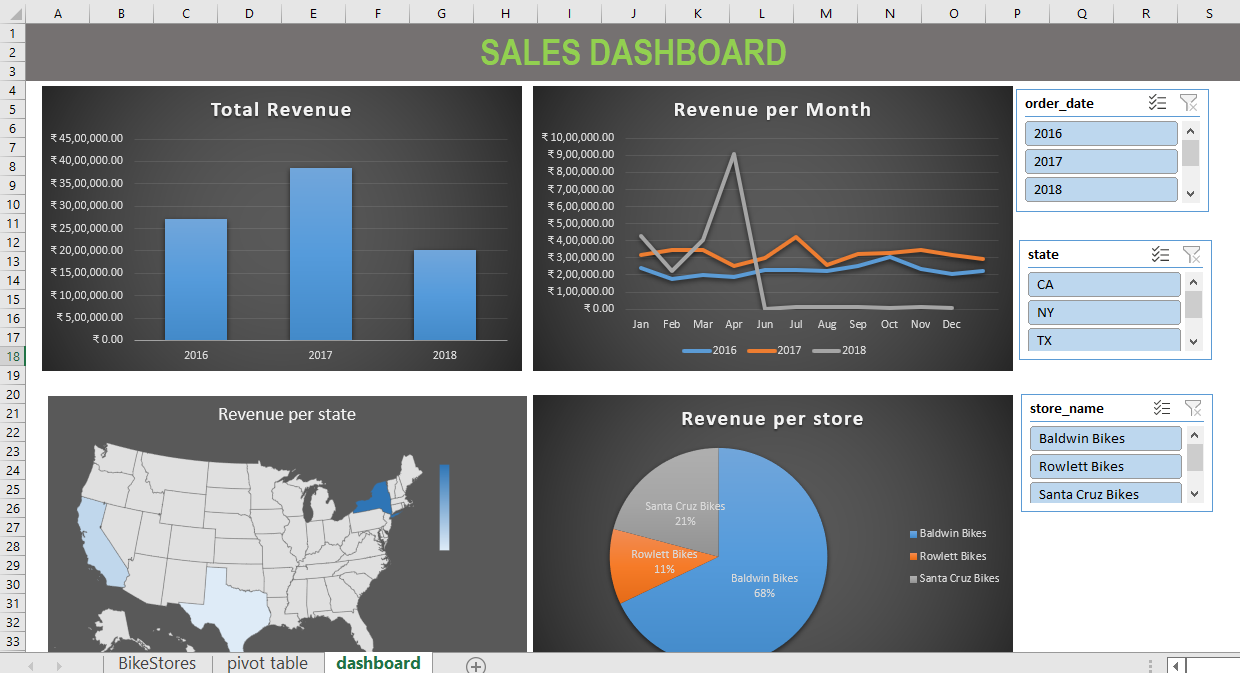 A B C D E F G H I J K L M N O P Q R S
1
2
3
4
5
6
7
8
9
10
11
12
13
14
15
16
17
18
19
20
21
22
23
24
25
26
27
28
29
30
31
32
33
SALES DASHBOARD
Total Revenue
₹ 45,00,000.00
₹ 40,00,000.00
₹ 35,00,000.00
₹ 30,00,000.00
₹ 25,00,000.00
₹ 20,00,000.00
₹ 15,00,000.00
₹ 10,00,000.00
₹ 5,00,000.00
₹ 0.00
2016 2017 2018
Revenue per Month
₹ 10,00,000.00
₹ 9,00,000.00
₹ 8,00,000.00
₹ 7,00,000.00
₹ 6,00,000.00
₹ 5,00,000.00
₹ 4,00,000.00
₹ 3,00,000.00
₹ 2,00,000.00
₹ 1,00,000.00
₹ 0.00
Jan Feb Mar Apr Jun Jul Aug Sep Oct Nov Dec
2016 2017 2018
order_date
2016
2017
2018
state
CA
NY
TX
Revenue per state
Revenue per store
Santa Cruz Bikes
21%
Rowlett Bikes
11%
Baldwin Bikes
68%
Baldwin Bikes
Rowlett Bikes
Santa Cruz Bikes
store_name
Baldwin Bikes
Rowlett Bikes
Santa Cruz Bikes
BikeStores pivot table dashboard